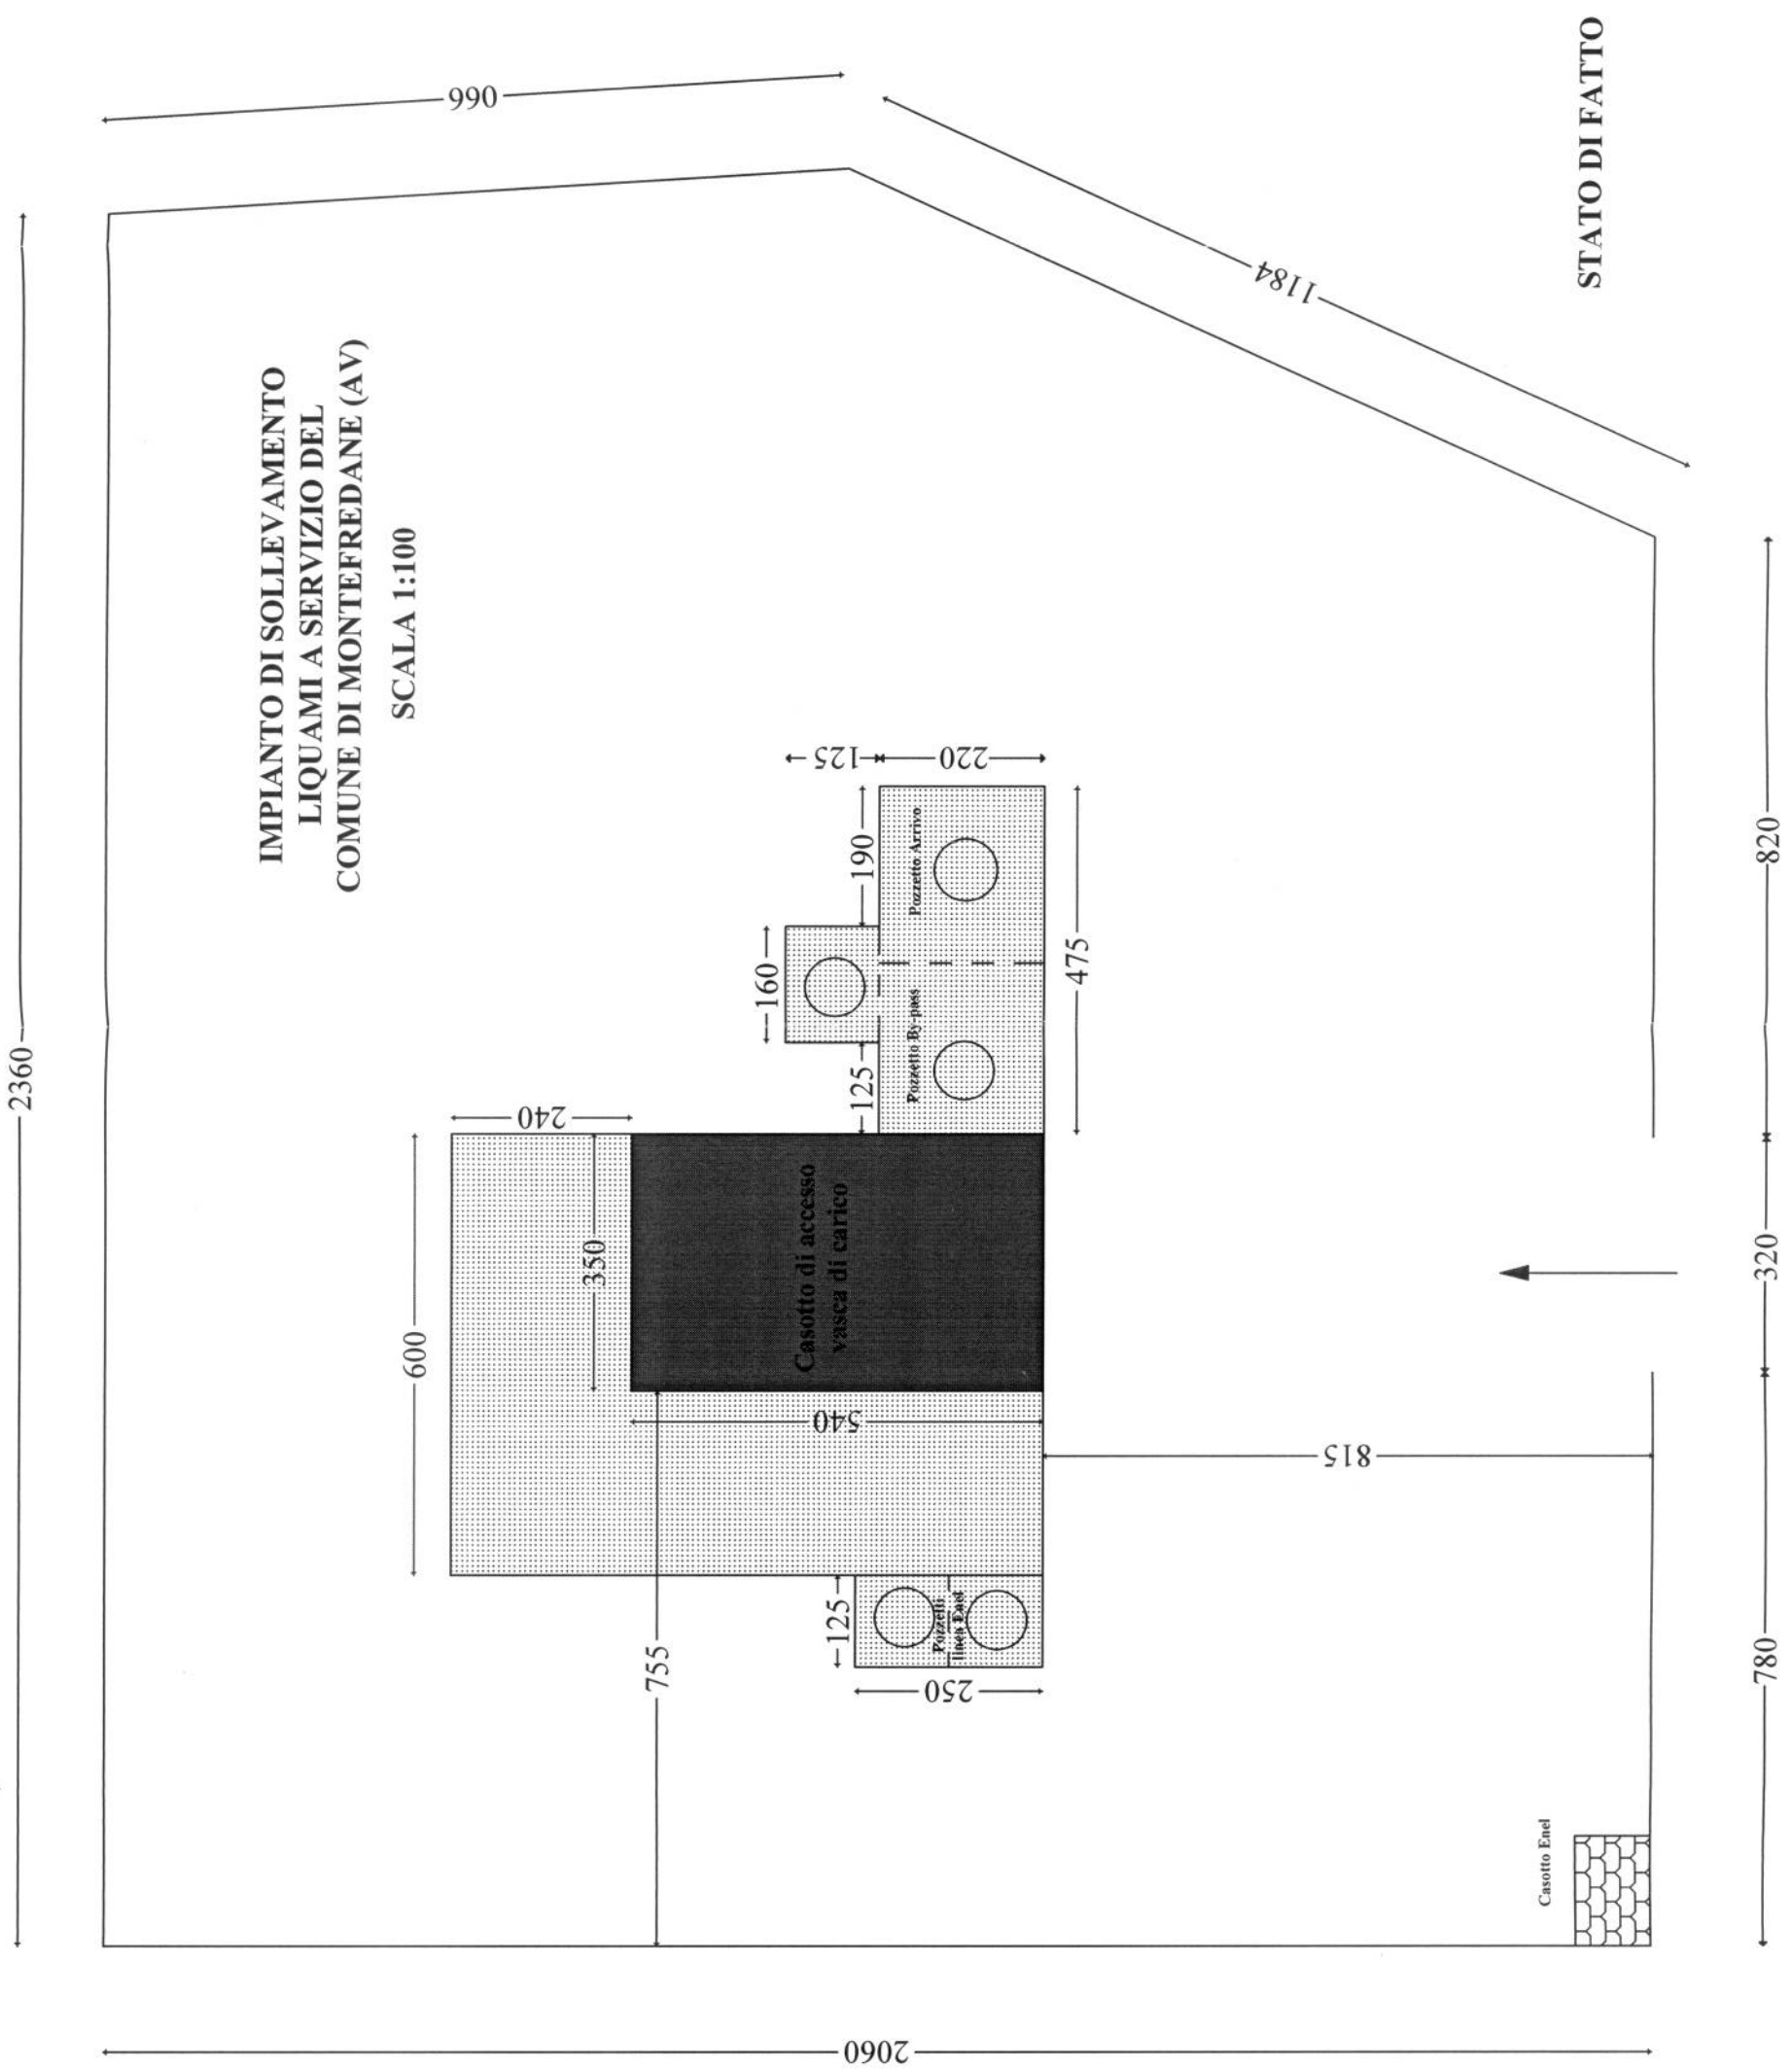 2360
990
1184
IMPIANTO DI SOLLEVAMENTO
LIQUAMI A SERVIZIO DEL
COMUNE DI MONTEFREDANE (AV)
SCALA 1:100
STATO DI FATTO
125
220
190
160
125
475
Pozzetto Arrivo
Pozzetto By-pass
240
600
350
Casotto di accesso
vasca di carico
540
815
755
125
250
Pozzetti
linea Enel
Casotto Enel
820
320
780
2060